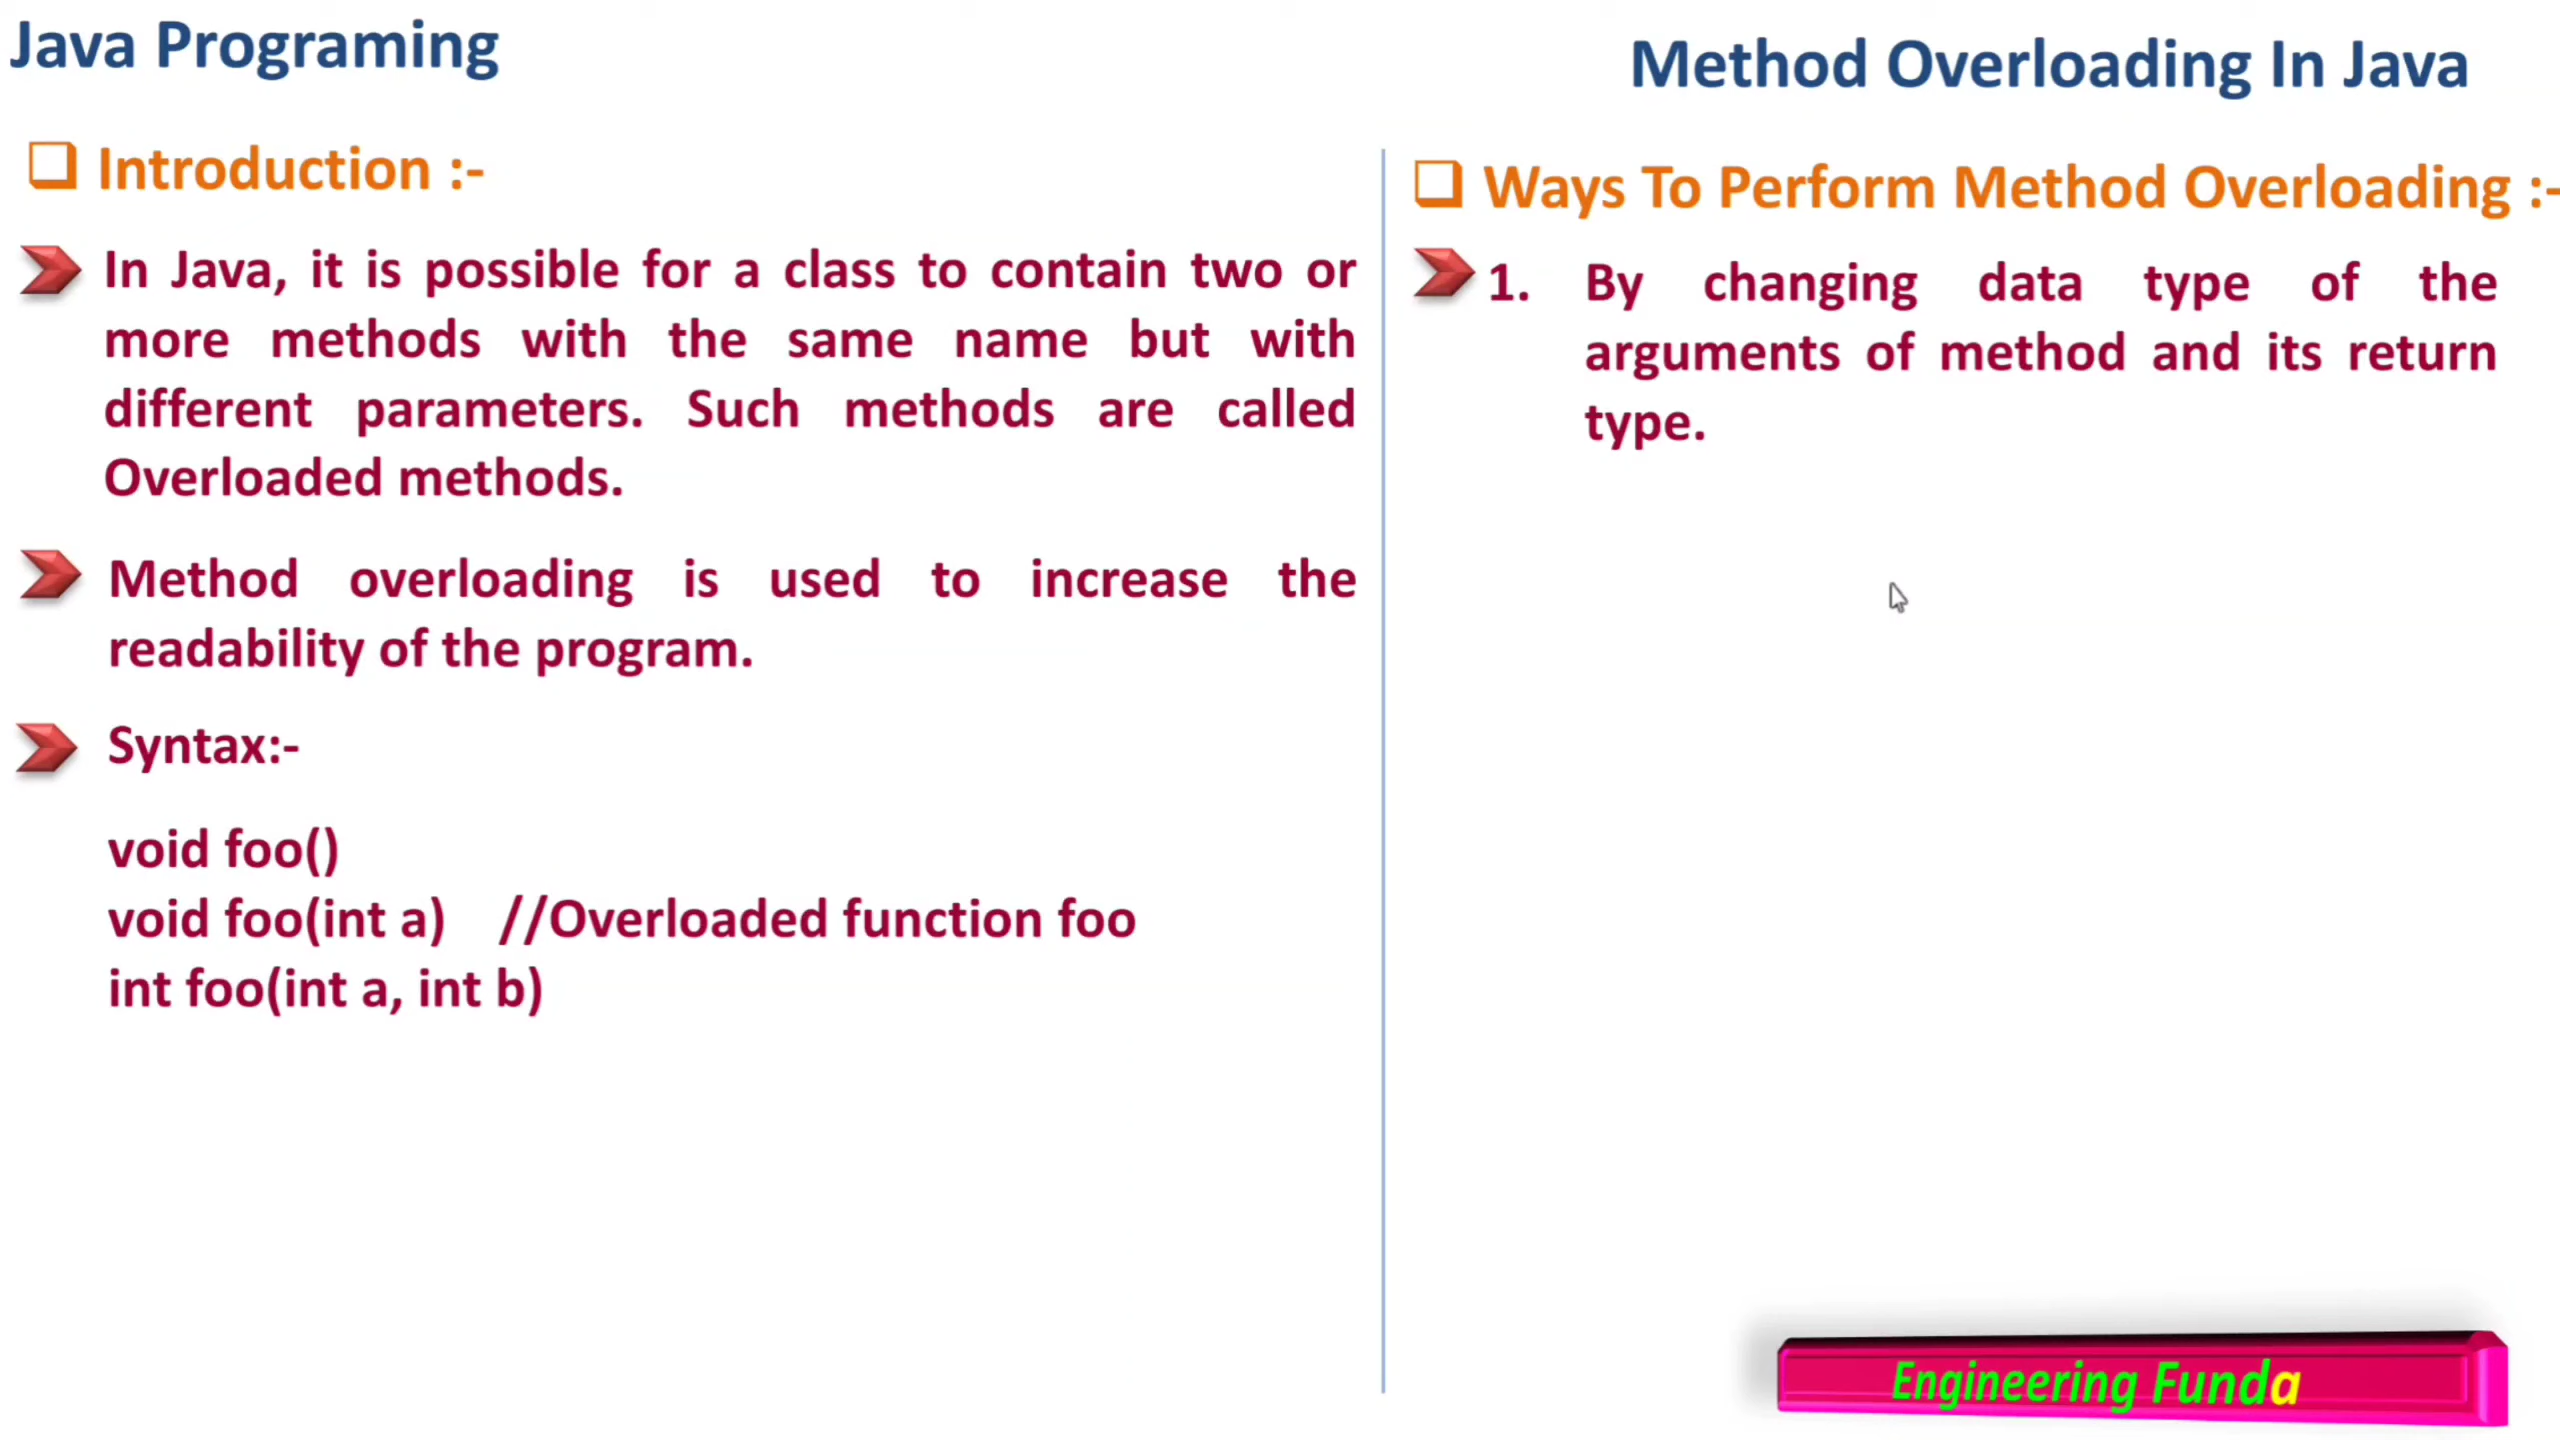 Java Programing
Method Overloading In Java
Introduction :-
In Java, it is possible for a class to contain two or
more methods with the same name but with
different parameters. Such methods are called
Overloaded methods.
Method overloading is used to increase the
readability of the program.
Syntax:-
void foo()
void foo(int a) //Overloaded function foo
int foo(int a, int b)
Ways To Perform Method Overloading :-
1. By changing data type of the
arguments of method and its return
type.
Engineering Funda